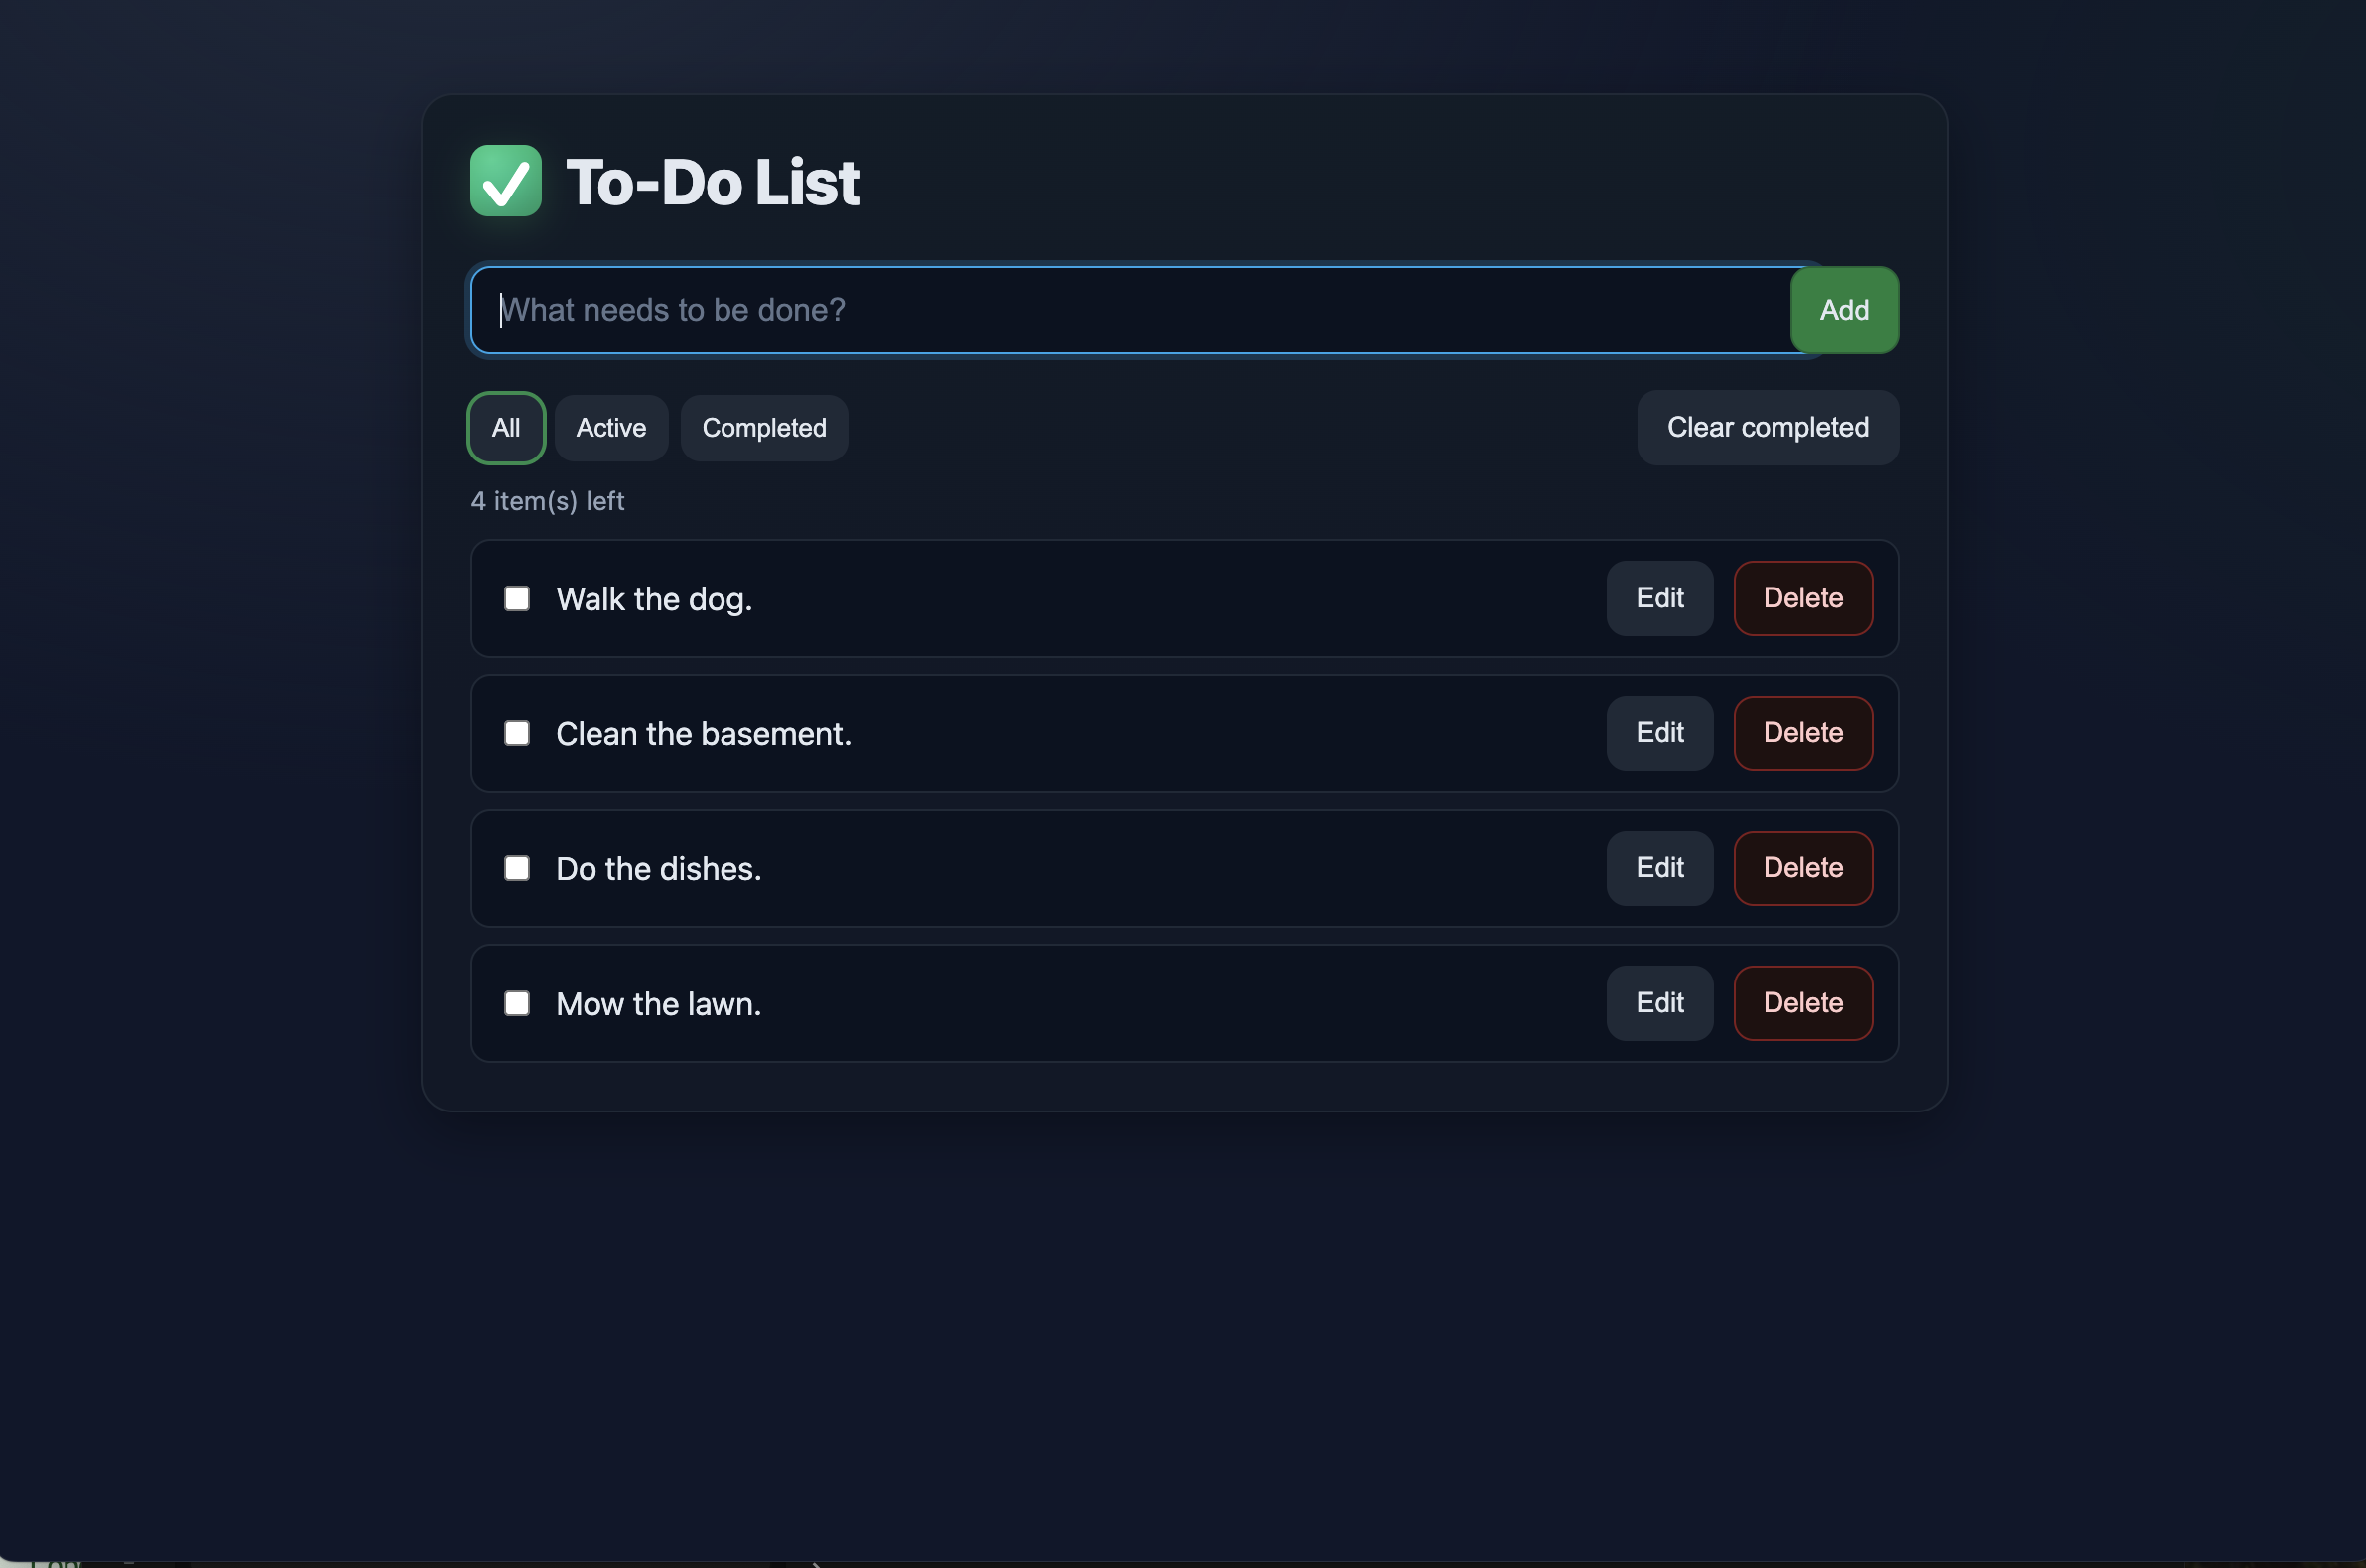 To-Do List
What needs to be done?
Add
All
Active
Completed
Clear completed
4 item(s) left
Walk the dog.
Edit
Delete
Clean the basement.
Edit
Delete
Do the dishes.
Edit
Delete
Mow the lawn.
Edit
Delete